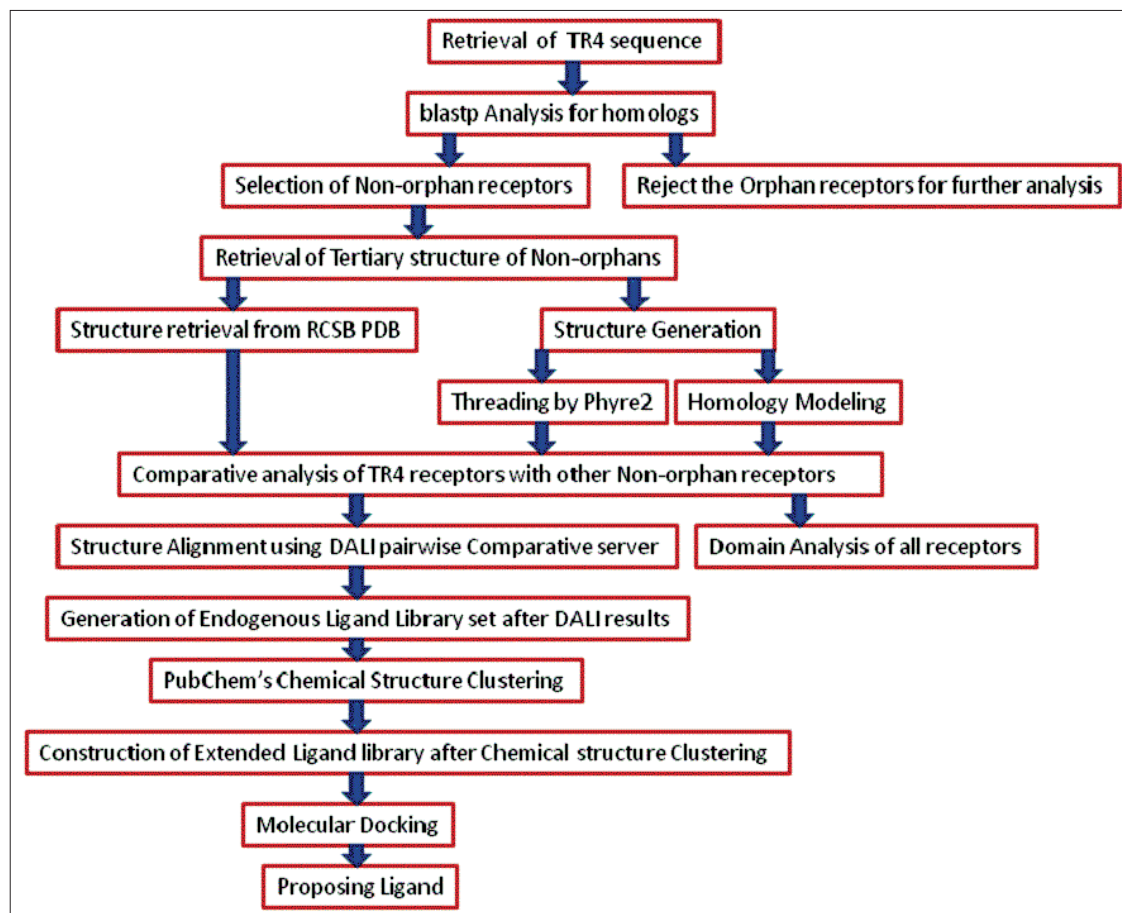 Retrieval of TR4 sequence
blastp Analysis for homologs
Selection of Non-orphan receptors
Reject the Orphan receptors for further analysis
Retrieval of Tertiary structure of Non-orphans
Structure retrieval from RCSB PDB
Structure Generation
Threading by Phyre2
Homology Modeling
Comparative analysis of TR4 receptors with other Non-orphan receptors
Structure Alignment using DALI pairwise Comparative server
Domain Analysis of all receptors
Generation of Endogenous Ligand Library set after DALI results
PubChem's Chemical Structure Clustering
Construction of Extended Ligand library after Chemical structure Clustering
Molecular Docking
Proposing Ligand